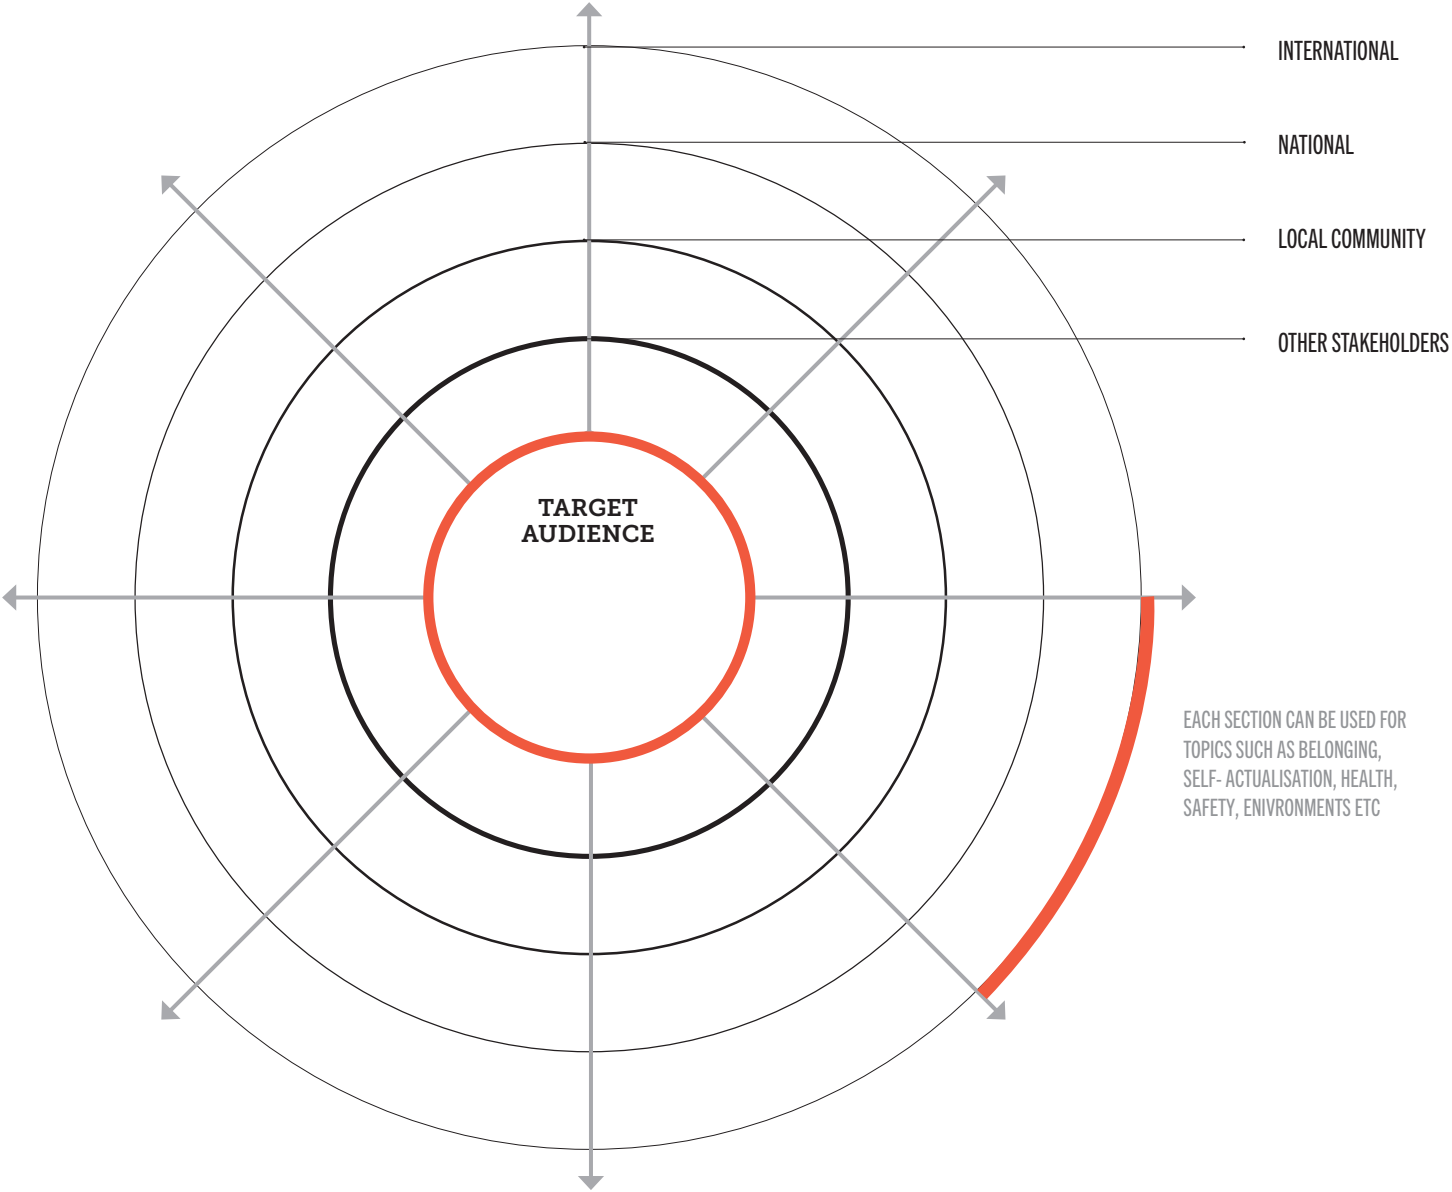 INTERNATIONAL
NATIONAL
LOCAL COMMUNITY
OTHER STAKEHOLDERS
TARGET
AUDIENCE
EACH SECTION CAN BE USED FOR
TOPICS SUCH AS BELONGING,
SELF- ACTUALISATION, HEALTH,
SAFETY, ENIVRONMENTS ETC